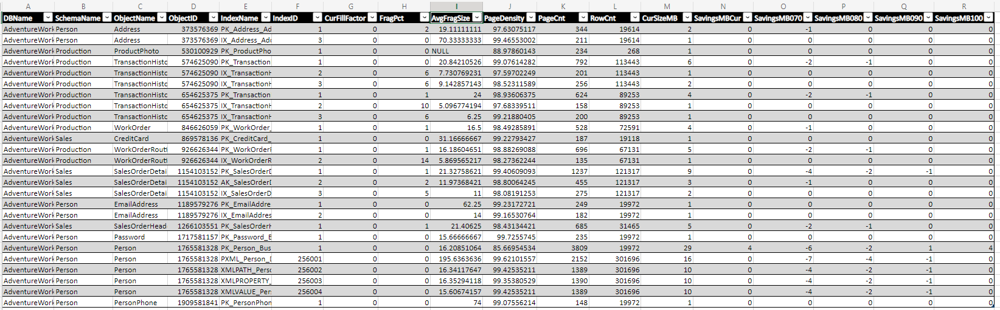 A B C D E F G H I J K L M N O P Q R
DBName SchemaName ObjectName ObjectID IndexName IndexID CurFillFactor FragPct AvgFragSize PageDensity PageCnt RowCnt CurSizeMB SavingsMBCur SavingsMB070 SavingsMB080 SavingsMB090 SavingsMB100
AdventureWork Person Address 373576369 PK_Address_Ad 1 0 2 19.11111111 97.63075117 344 19614 2 0 -1 0 0 0
AdventureWork Person Address 373576369 IX_Address_Add 3 0 0 70.33333333 99.46553002 211 19614 1 0 0 0 0 0
AdventureWork Production ProductPhoto 530100929 PK_ProductPho 1 0 0 NULL 88.97860143 234 268 1 0 0 0 0 0
AdventureWork Production TransactionHisto 574625090 PK_Transaction 1 0 0 20.84210526 99.07614282 792 113443 6 0 -2 -1 0 0
AdventureWork Production TransactionHisto 574625090 IX_TransactionH 2 0 6 7.730769231 97.59702249 201 113443 1 0 0 0 0 0
AdventureWork Production TransactionHisto 574625090 IX_TransactionH 3 0 6 9.142857143 98.52311589 256 113443 2 0 0 0 0 0
AdventureWork Production TransactionHisto 654625375 PK_Transaction 1 0 1 24 98.93606375 624 89253 4 0 -2 -1 0 0
AdventureWork Production TransactionHisto 654625375 IX_TransactionH 2 0 10 5.096774194 97.68339511 158 89253 1 0 0 0 0 0
AdventureWork Production TransactionHisto 654625375 IX_TransactionH 3 0 6 6.25 99.21880405 200 89253 1 0 0 0 0 0
AdventureWork Production WorkOrder 846626059 PK_WorkOrder_ 1 0 1 16.5 98.49285891 528 72591 4 0 -1 0 0 0
AdventureWork Sales CreditCard 869578136 PK_CreditCard_ 1 0 0 31.16666667 99.22793427 187 19118 1 0 0 0 0 0
AdventureWork Production WorkOrderRouti 926626344 PK_WorkOrderR 1 0 1 16.18604651 98.88269088 696 67131 5 0 -2 -1 0 0
AdventureWork Production WorkOrderRouti 926626344 IX_WorkOrderR 2 0 14 5.869565217 98.27362244 135 67131 1 0 0 0 0 0
AdventureWork Sales SalesOrderDetai 1154103152 PK_SalesOrderD 1 0 1 21.32758621 99.40609093 1237 121317 9 0 -4 -2 -1 0
AdventureWork Sales SalesOrderDetai 1154103152 AK_SalesOrderD 2 0 2 11.97368421 98.80064245 455 121317 3 0 -1 0 0 0
AdventureWork Sales SalesOrderDetai 1154103152 IX_SalesOrderD 3 0 5 11 98.08191253 275 121317 2 0 0 0 0 0
AdventureWork Person EmailAddress 1189579276 PK_EmailAddre 1 0 0 62.25 99.23172721 249 19972 1 0 0 0 0 0
AdventureWork Person EmailAddress 1189579276 IX_EmailAddres 2 0 0 14 99.16530764 182 19972 1 0 0 0 0 0
AdventureWork Sales SalesOrderHead 1266103551 PK_SalesOrderH 1 0 1 21.40625 98.43134421 685 31465 5 0 -2 -1 0 0
AdventureWork Person Password 1717581157 PK_Password_B 1 0 0 15.66666667 99.7255745 235 19972 1 0 0 0 0 0
AdventureWork Person Person 1765581328 PK_Person_Bus 1 0 0 16.20851064 85.66954534 3809 19972 29 4 -6 -2 1 4
AdventureWork Person Person 1765581328 PXML_Person_D 256001 0 0 195.6363636 99.62101557 2152 301696 16 0 -7 -4 -1 0
AdventureWork Person Person 1765581328 XMLPATH_Perso 256002 0 0 16.34117647 99.42535211 1389 301696 10 0 -4 -2 -1 0
AdventureWork Person Person 1765581328 XMLPROPERTY_ 256003 0 0 16.35294118 99.35380529 1390 301696 10 0 -4 -2 -1 0
AdventureWork Person Person 1765581328 XMLVALUE_Pers 256004 0 0 15.60674157 99.42535211 1389 301696 10 0 -4 -2 -1 0
AdventureWork Person PersonPhone 1909581841 PK_PersonPhon 1 0 0 74 99.07556214 148 19972 1 0 0 0 0 0